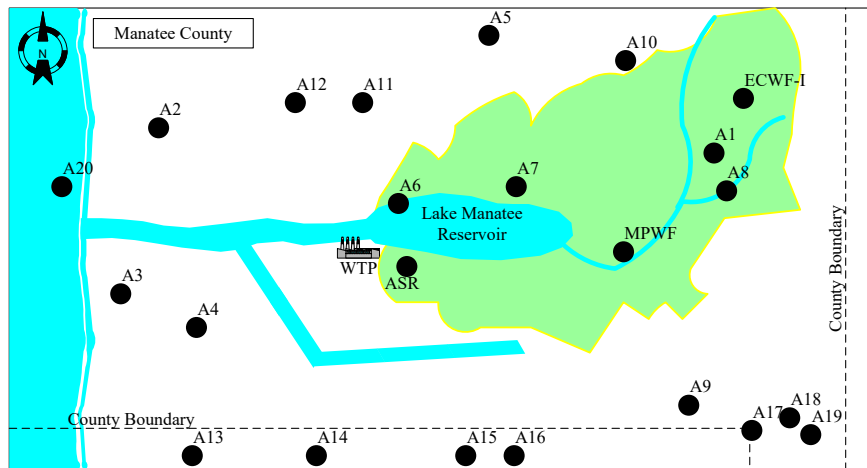 A5
Manatee County
N
A10
ECWF-I
A12
A11
A2
A1
A20
A7
A8
A6
Lake Manatee
Reservoir
MPWF
WTP
ASR
A3
A4
County Boundary
A9
A18
County Boundary
A17
A19
A13
A14
A15
A16